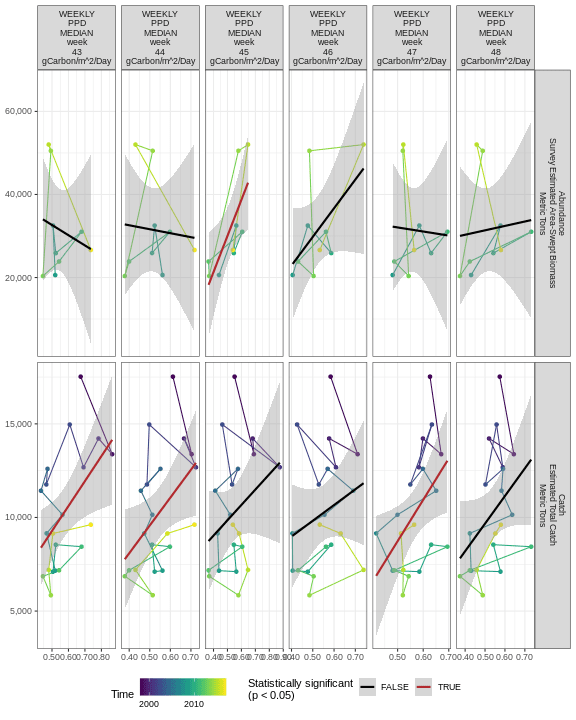 WEEKLY
PPD
MEDIAN
week
43
gCarbon/m^2/Day
WEEKLY
PPD
MEDIAN
week
44
gCarbon/m^2/Day
WEEKLY
PPD
MEDIAN
week
45
gCarbon/m^2/Day
WEEKLY
PPD
MEDIAN
week
46
gCarbon/m^2/Day
WEEKLY
PPD
MEDIAN
week
47
gCarbon/m^2/Day
WEEKLY
PPD
MEDIAN
week
48
gCarbon/m^2/Day
60,000
40,000
20,000
Abundance
Survey Estimated Area-Swept Biomass
Metric Tons
15,000
10,000
5,000
Catch
Estimated Total Catch
Metric Tons
0.50 0.60 0.70 0.80
0.40 0.50 0.60 0.70
0.40 0.50 0.60 0.70 0.80 0.90
0.40 0.50 0.60 0.70
0.50 0.60 0.70
0.40 0.50 0.60 0.70
Time
2000 2010
Statistically significant
(p < 0.05)
FALSE
TRUE